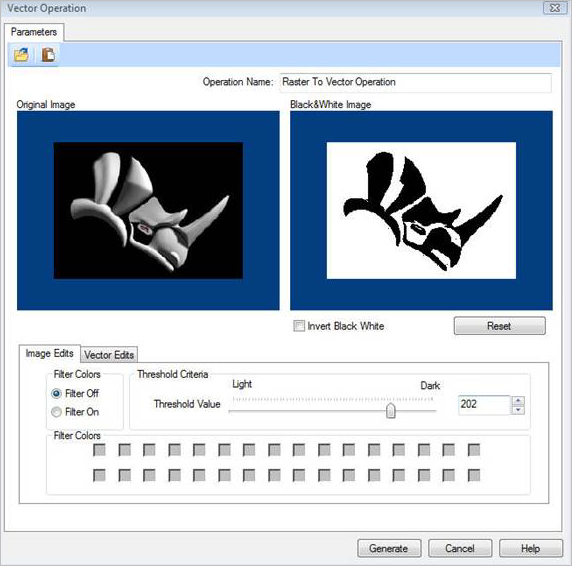 Vector Operation
Parameters
Operation Name: Raster To Vector Operation
Original Image
Black&White Image
Invert Black White
Reset
Image Edits
Vector Edits
Filter Colors
Threshold Criteria
Filter Off
Filter On
Light
Dark
Threshold Value
202
Filter Colors
Generate
Cancel
Help